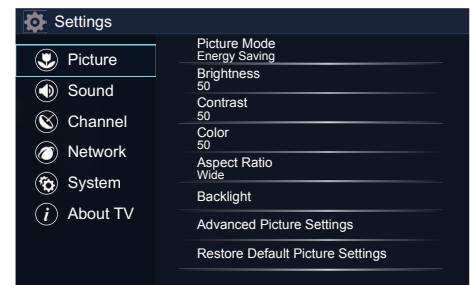 Settings
Picture
Sound
Channel
Network
System
About TV
Picture Mode
Energy Saving
Brightness
50
Contrast
50
Color
50
Aspect Ratio
Wide
Backlight
Advanced Picture Settings
Restore Default Picture Settings